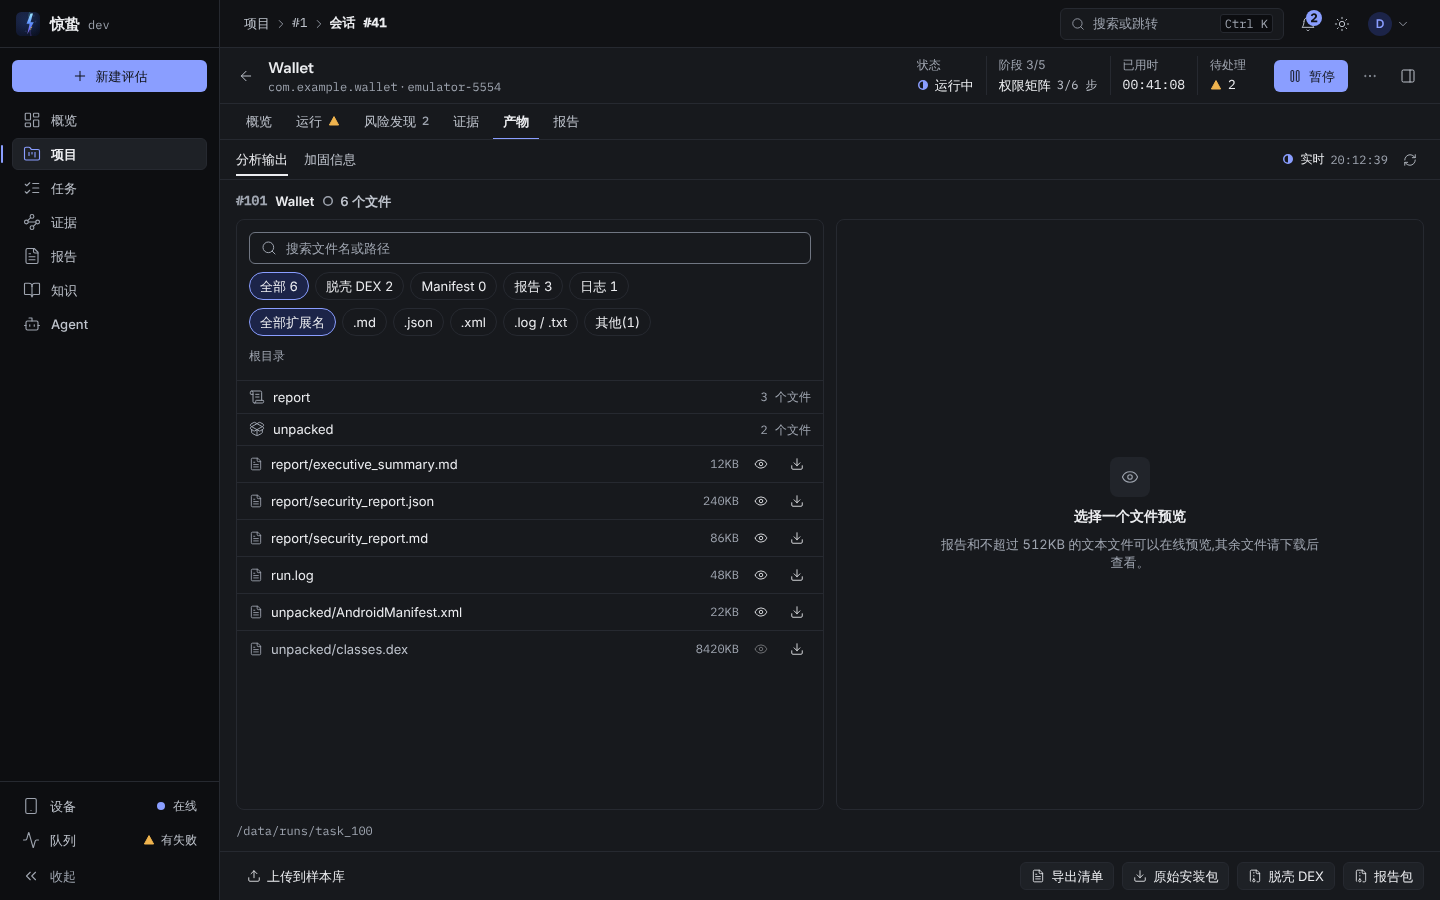 惊蛰 dev
新建评估
概览
项目
任务
证据
报告
知识
Agent
设备 在线
队列 有失败
收起
项目 > #1 > 会话 #41
搜索或跳转 Ctrl K
2
D
Wallet
com.example.wallet · emulator-5554
状态
运行中
阶段 3/5
权限矩阵 3/6 步
已用时
00:41:08
待处理
2
暂停
概览 运行 风险发现 2 证据 产物 报告
分析输出 加固信息
实时 20:12:39
#101 Wallet 6 个文件
搜索文件名或路径
全部 6 脱壳 DEX 2 Manifest 0 报告 3 日志 1
全部扩展名 .md .json .xml .log / .txt 其他(1)
根目录
report 3 个文件
unpacked 2 个文件
report/executive_summary.md 12KB
report/security_report.json 240KB
report/security_report.md 86KB
run.log 48KB
unpacked/AndroidManifest.xml 22KB
unpacked/classes.dex 8420KB
选择一个文件预览
报告和不超过 512KB 的文本文件可以在线预览,其余文件请下载后
查看。
/data/runs/task_100
上传到样本库
导出清单 原始安装包 脱壳 DEX 报告包